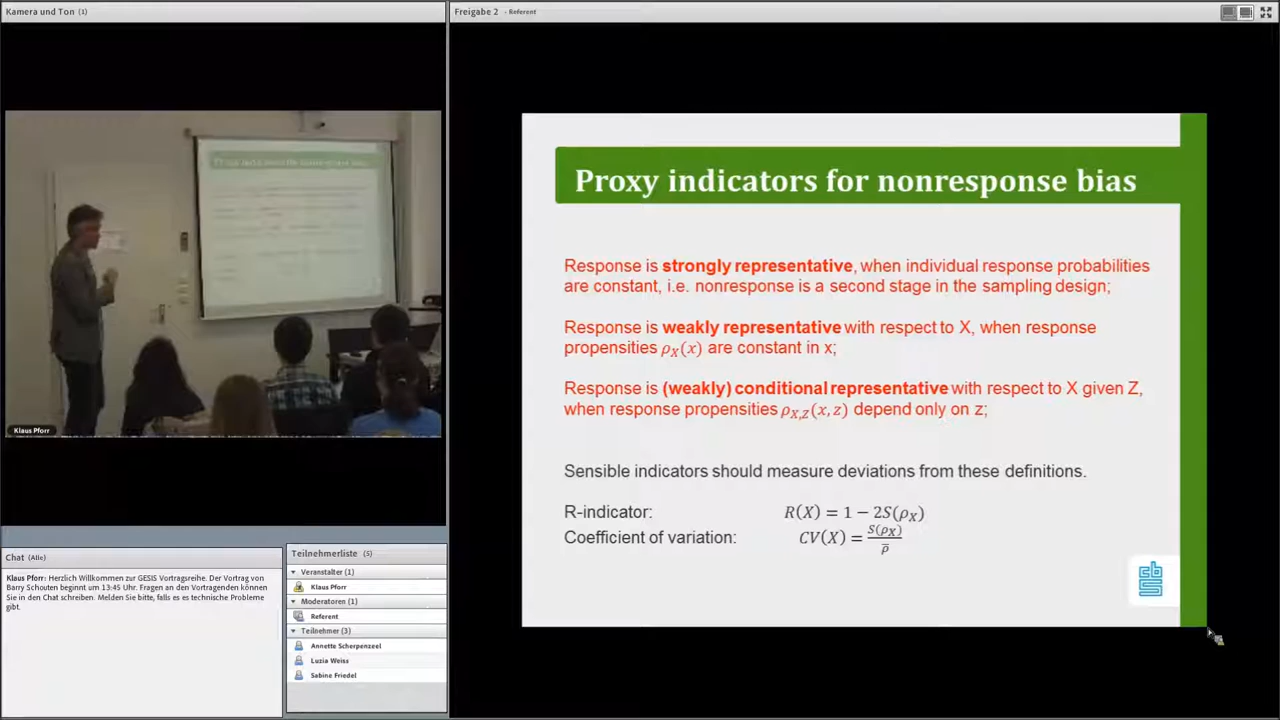 Kamera und Ton (1)
Klaus Pforr
Chat (Alle)
Klaus Pforr: Herzlich Willkommen zur GESIS Vortragsreihe. Der Vortrag von
Barry Schouten beginnt um 13:45 Uhr. Fragen an den Vortragenden können
Sie in den Chat schreiben. Melden Sie bitte, falls es es technische Probleme
gibt.
Teilnehmerliste (5)
Veranstalter (1)
Klaus Pforr
Moderatoren (1)
Referent
Teilnehmer (3)
Annette Scherpenzeel
Luzia Weiss
Sabine Friedel
Freigabe 2 - Referent
Proxy indicators for nonresponse bias
Response is strongly representative, when individual response probabilities
are constant, i.e. nonresponse is a second stage in the sampling design;
Response is weakly representative with respect to X, when response
propensities ρ_X(x) are constant in x;
Response is (weakly) conditional representative with respect to X given Z,
when response propensities ρ_{X,Z}(x, z) depend only on z;
Sensible indicators should measure deviations from these definitions.
R-indicator: R(X) = 1 − 2S(ρ_X)
Coefficient of variation: CV(X) = S(ρ_X)/ρ̅
cbs